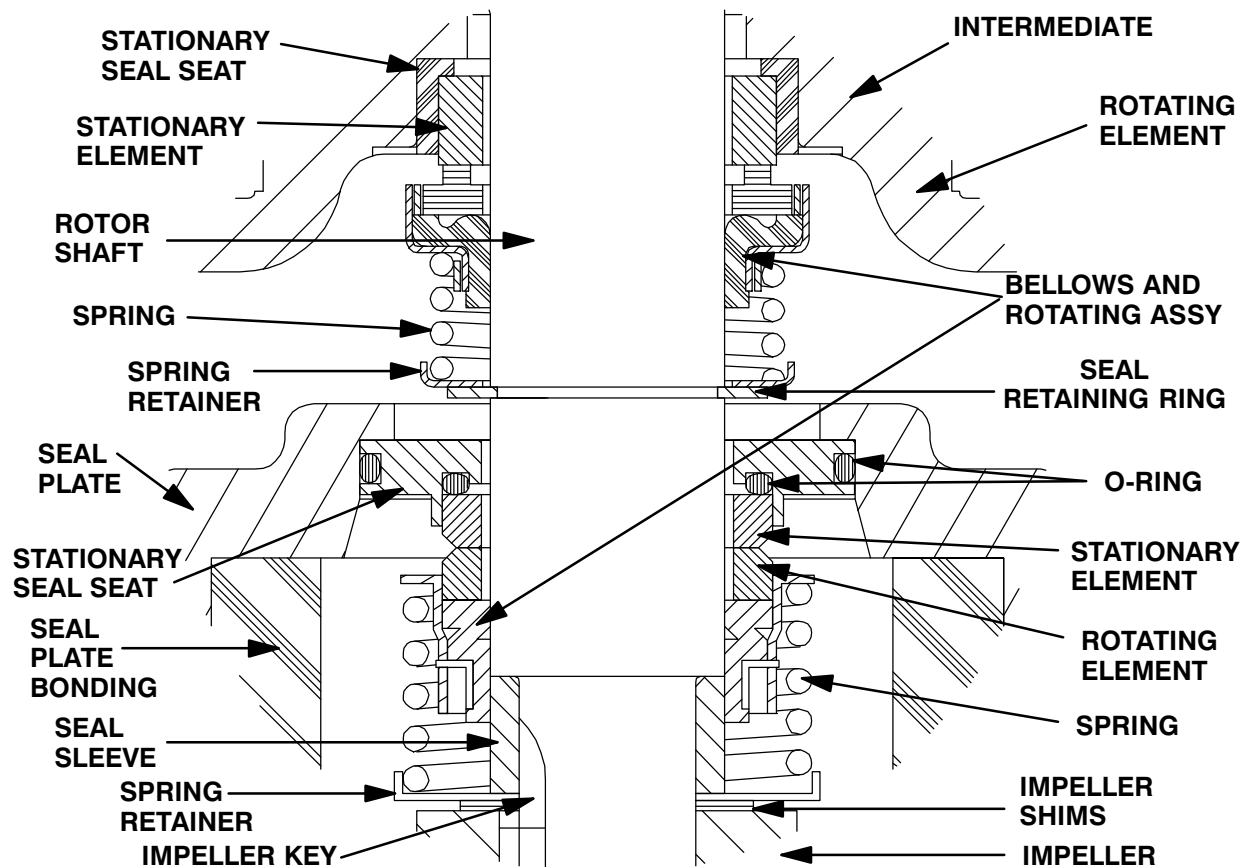 STATIONARY
SEAL SEAT
STATIONARY
ELEMENT
ROTOR
SHAFT
SPRING
SPRING
RETAINER
SEAL
PLATE
STATIONARY
SEAL SEAT
SEAL
PLATE
BONDING
SEAL
SLEEVE
SPRING
RETAINER
IMPELLER KEY
INTERMEDIATE
ROTATING
ELEMENT
BELLOWS AND
ROTATING ASSY
SEAL
RETAINING RING
O-RING
STATIONARY
ELEMENT
ROTATING
ELEMENT
SPRING
IMPELLER
SHIMS
IMPELLER